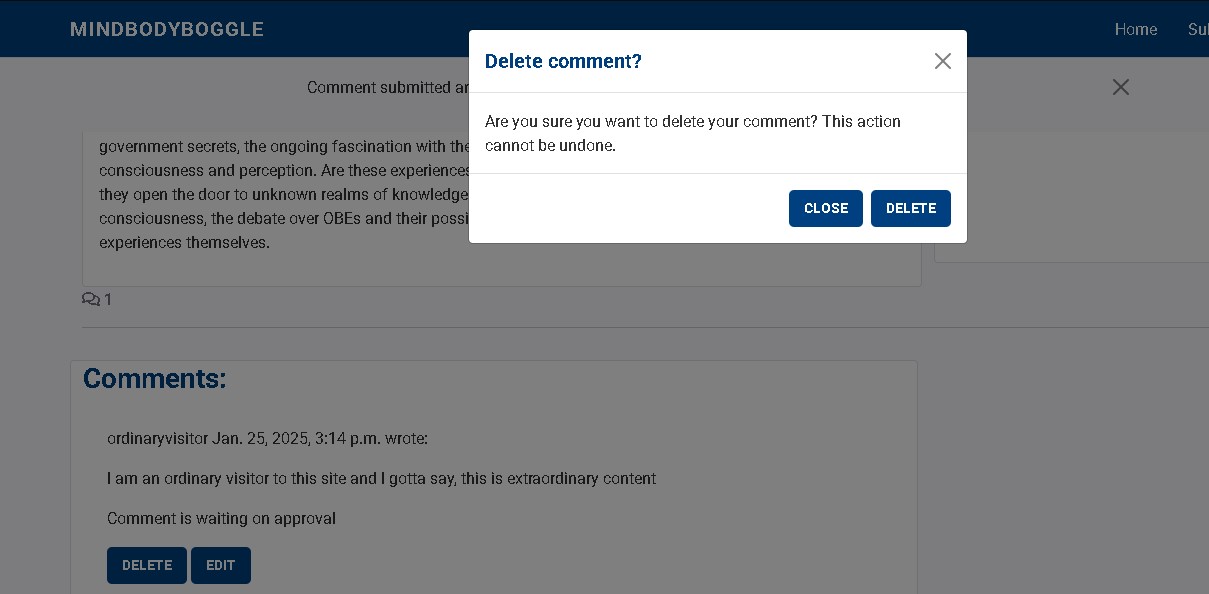 MINDBODYBOGGLE
Home
Delete comment?
Comment submitted
Are you sure you want to delete your comment? This action
cannot be undone.
government secrets, the ongoing fascination with the
consciousness and perception. Are these experiences
they open the door to unknown realms of knowledge
consciousness, the debate over OBEs and their
experiences themselves.
CLOSE DELETE
1
Comments:
ordinaryvisitor Jan. 25, 2025, 3:14 p.m. wrote:
I am an ordinary visitor to this site and I gotta say, this is extraordinary content
Comment is waiting on approval
DELETE EDIT